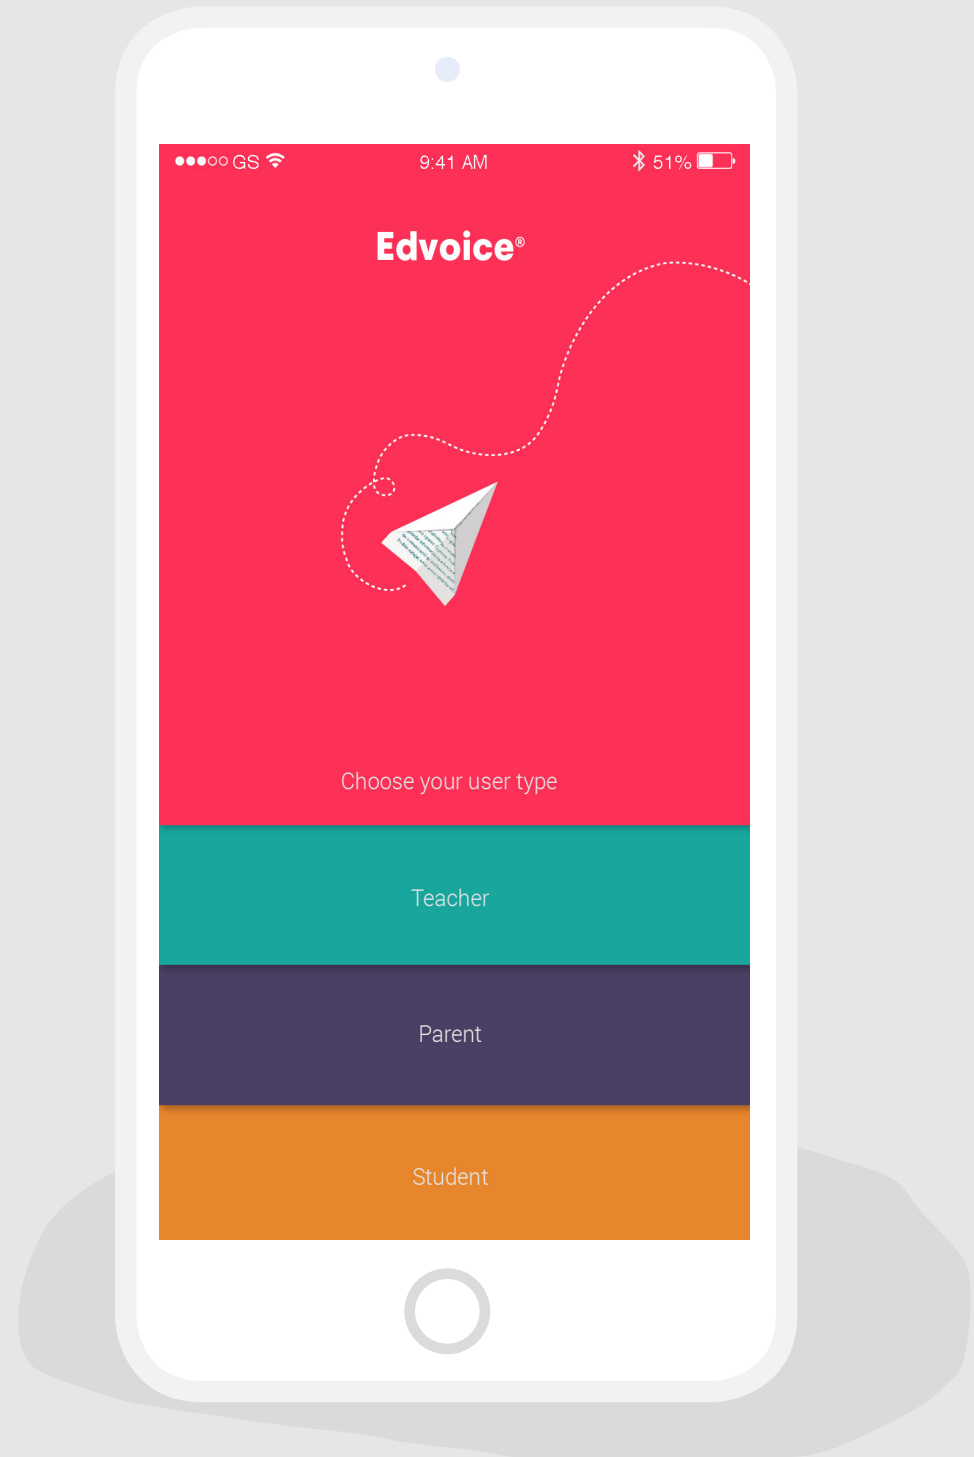 GS 9:41 AM 51%
Edvoice®
Choose your user type
Teacher
Parent
Student